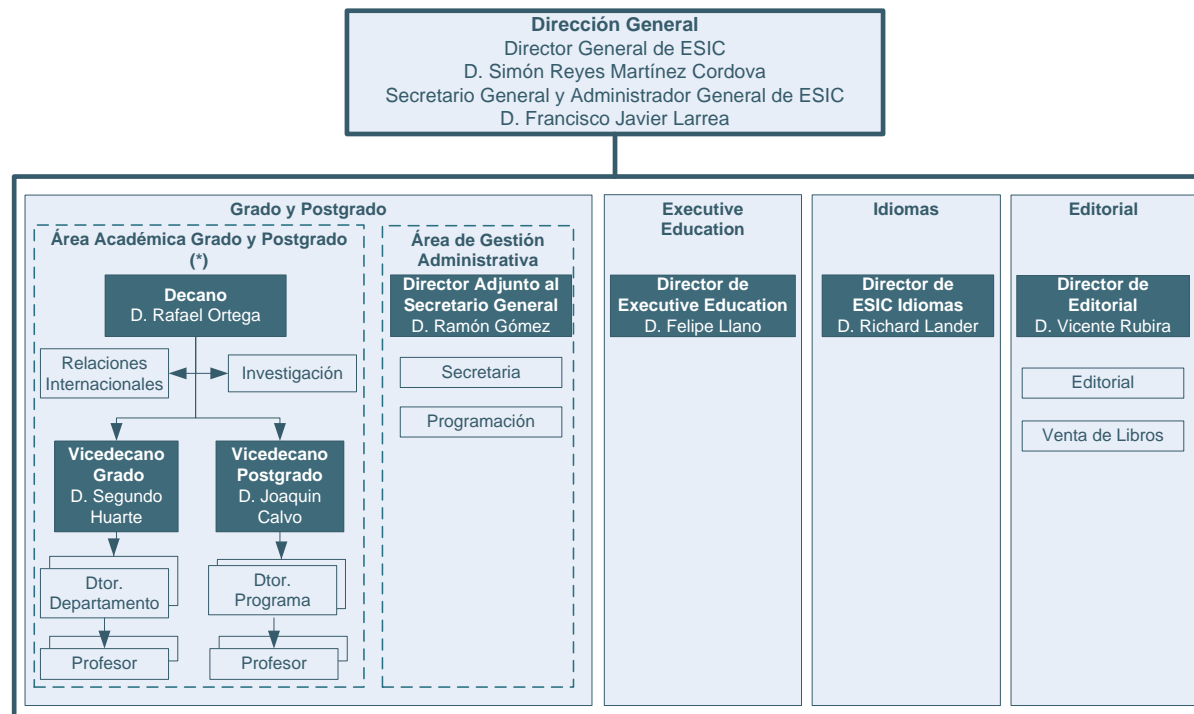 Dirección General
Director General de ESIC
D. Simón Reyes Martínez Cordova
Secretario General y Administrador General de ESIC
D. Francisco Javier Larrea
Grado y Postgrado
Área Académica Grado y Postgrado
(*)
Decano
D. Rafael Ortega
Relaciones
Internacionales
Investigación
Vicedecano
Grado
D. Segundo
Huarte
Vicedecano
Postgrado
D. Joaquin
Calvo
Dtor.
Departamento
Dtor.
Programa
Profesor
Profesor
Área de Gestión
Administrativa
Director Adjunto al
Secretario General
D. Ramón Gómez
Secretaria
Programación
Executive
Education
Director de
Executive Education
D. Felipe Llano
Idiomas
Director de
ESIC Idiomas
D. Richard Lander
Editorial
Director de
Editorial
D. Vicente Rubira
Editorial
Venta de Libros